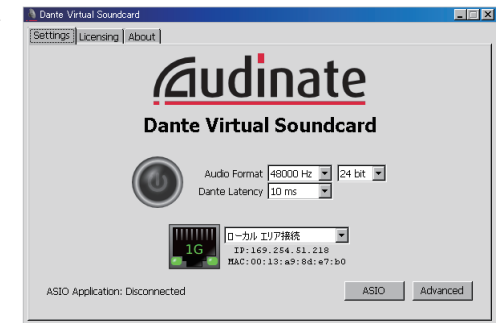 Dante Virtual Soundcard
Settings Licensing About
Audinate
Dante Virtual Soundcard
Audio Format 48000 Hz 24 bit
Dante Latency 10 ms
ローカル エリア接続
1G
IP:169.254.51.218
MAC:00:13:a9:8d:e7:b0
ASIO Application: Disconnected
ASIO Advanced